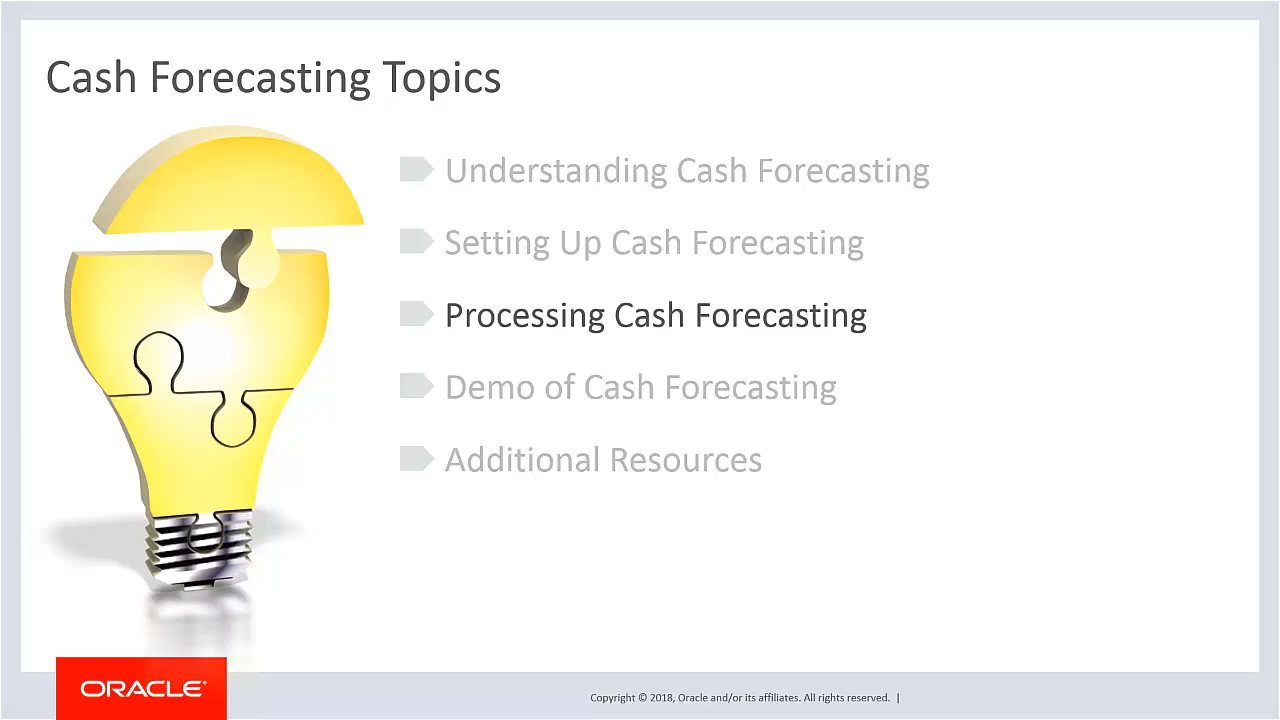 Cash Forecasting Topics
Understanding Cash Forecasting
Setting Up Cash Forecasting
Processing Cash Forecasting
Demo of Cash Forecasting
Additional Resources
ORACLE®
Copyright © 2018, Oracle and/or its affiliates. All rights reserved. |